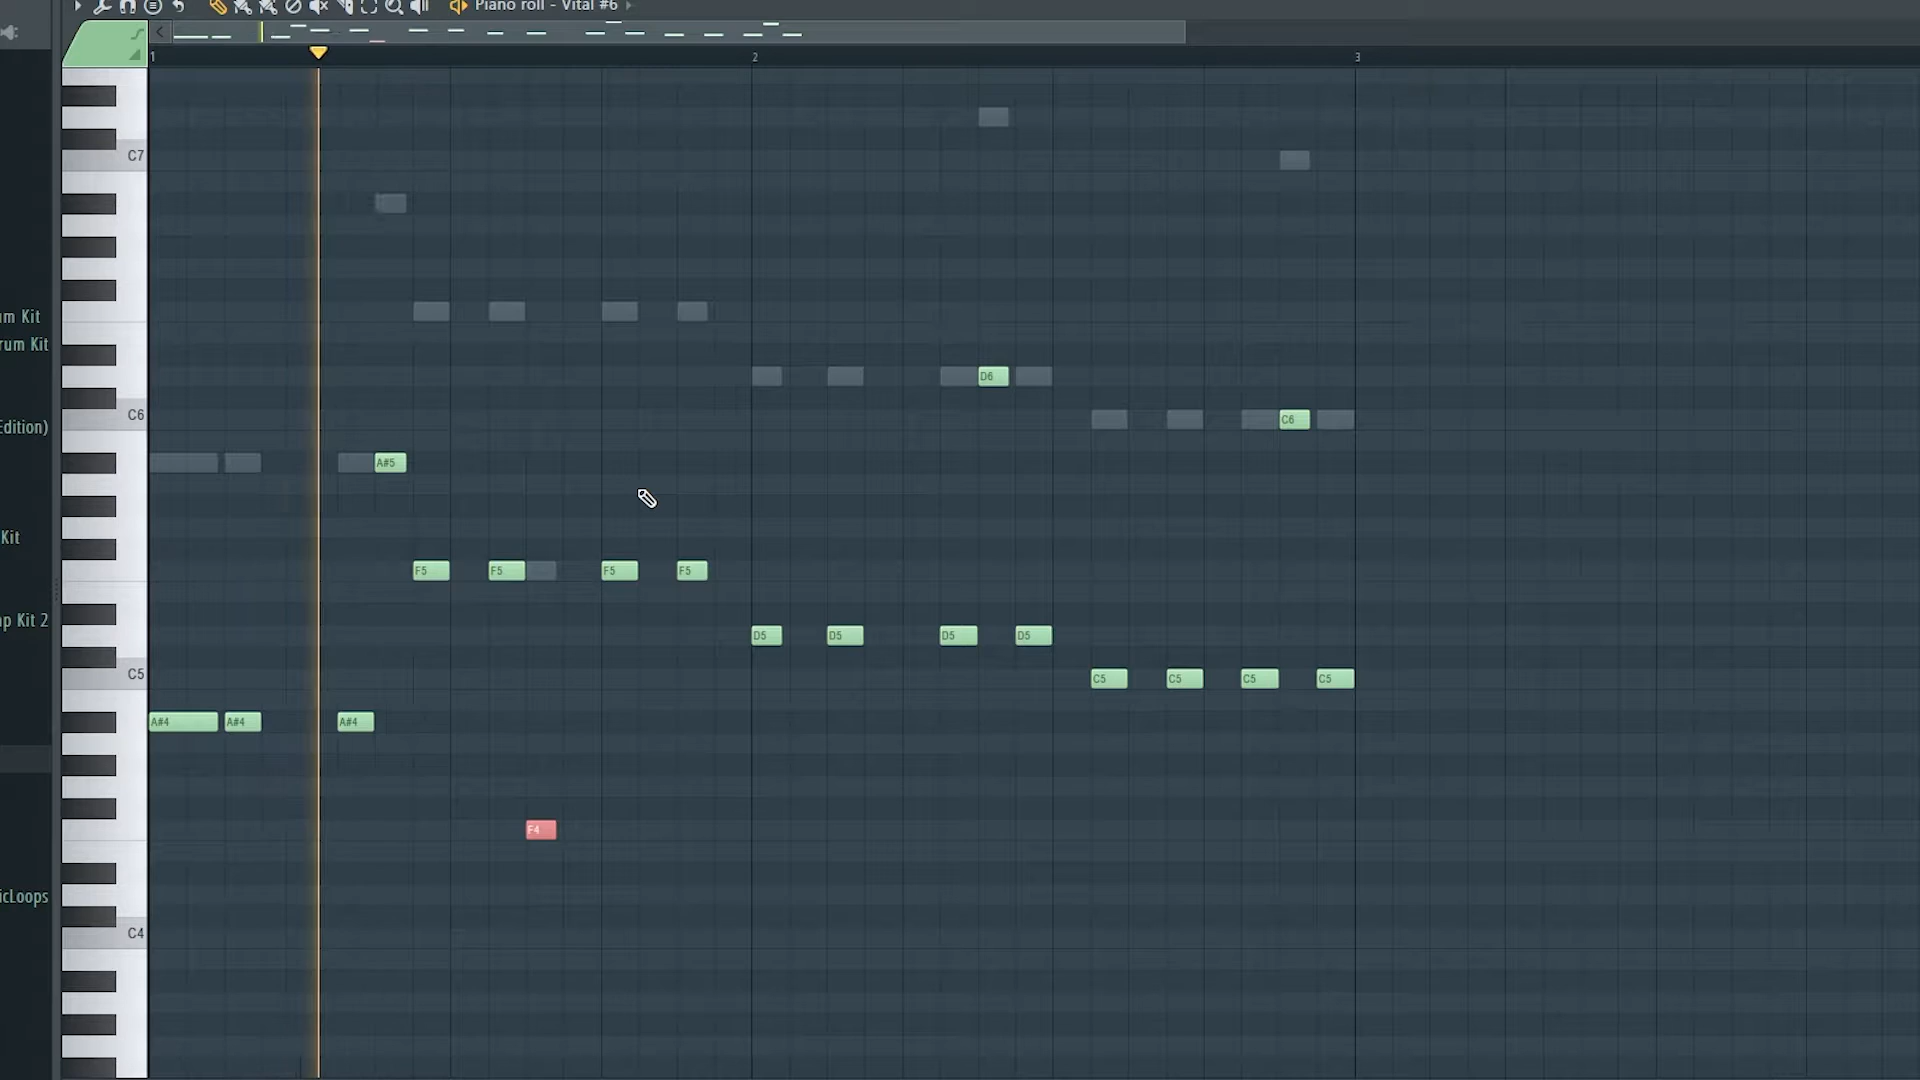 Piano roll - Vital #6
1 2 3
C7
um Kit
rum Kit
D6
C6 C6
Edition)
A#5
Kit
F5 F5 F5 F5
ap Kit 2
D5 D5 D5 D5
C5 C5 C5 C5 C5
A#4 A#4 A#4
F4
icLoops
C4